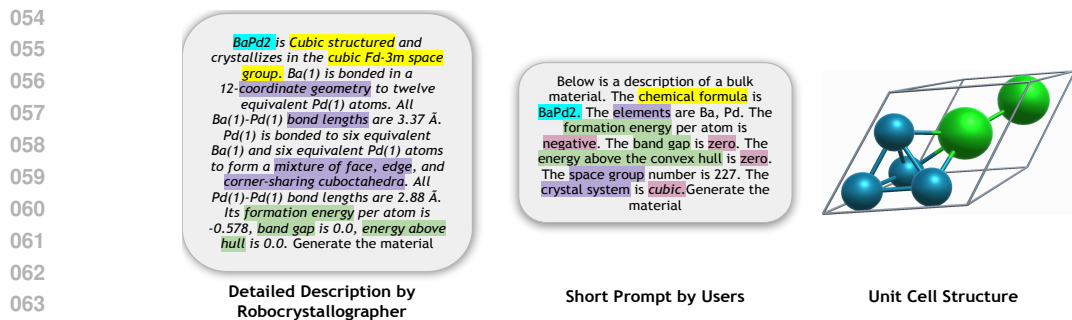 054
055
056
057
058
059
060
061
062
063
BaPd2 is Cubic structured and
crystallizes in the cubic Fd-3m space
group. Ba(1) is bonded in a
12-coordinate geometry to twelve
equivalent Pd(1) atoms. All
Ba(1)-Pd(1) bond lengths are 3.37 Ã.
Pd(1) is bonded to six equivalent
Ba(1) and six equivalent Pd(1) atoms
to form a mixture of face, edge, and
corner-sharing cuboctahedra. All
Pd(1)-Pd(1) bond lengths are 2.88 Ã.
Its formation energy per atom is
-0.578, band gap is 0.0, energy above
hull is 0.0. Generate the material
Detailed Description by
Robocrystallographer
Below is a description of a bulk
material. The chemical formula is
BaPd2. The elements are Ba, Pd. The
formation energy per atom is
negative. The band gap is zero. The
energy above the convex hull is zero.
The space group number is 227. The
crystal system is cubic.Generate the
material
Short Prompt by Users
Unit Cell Structure